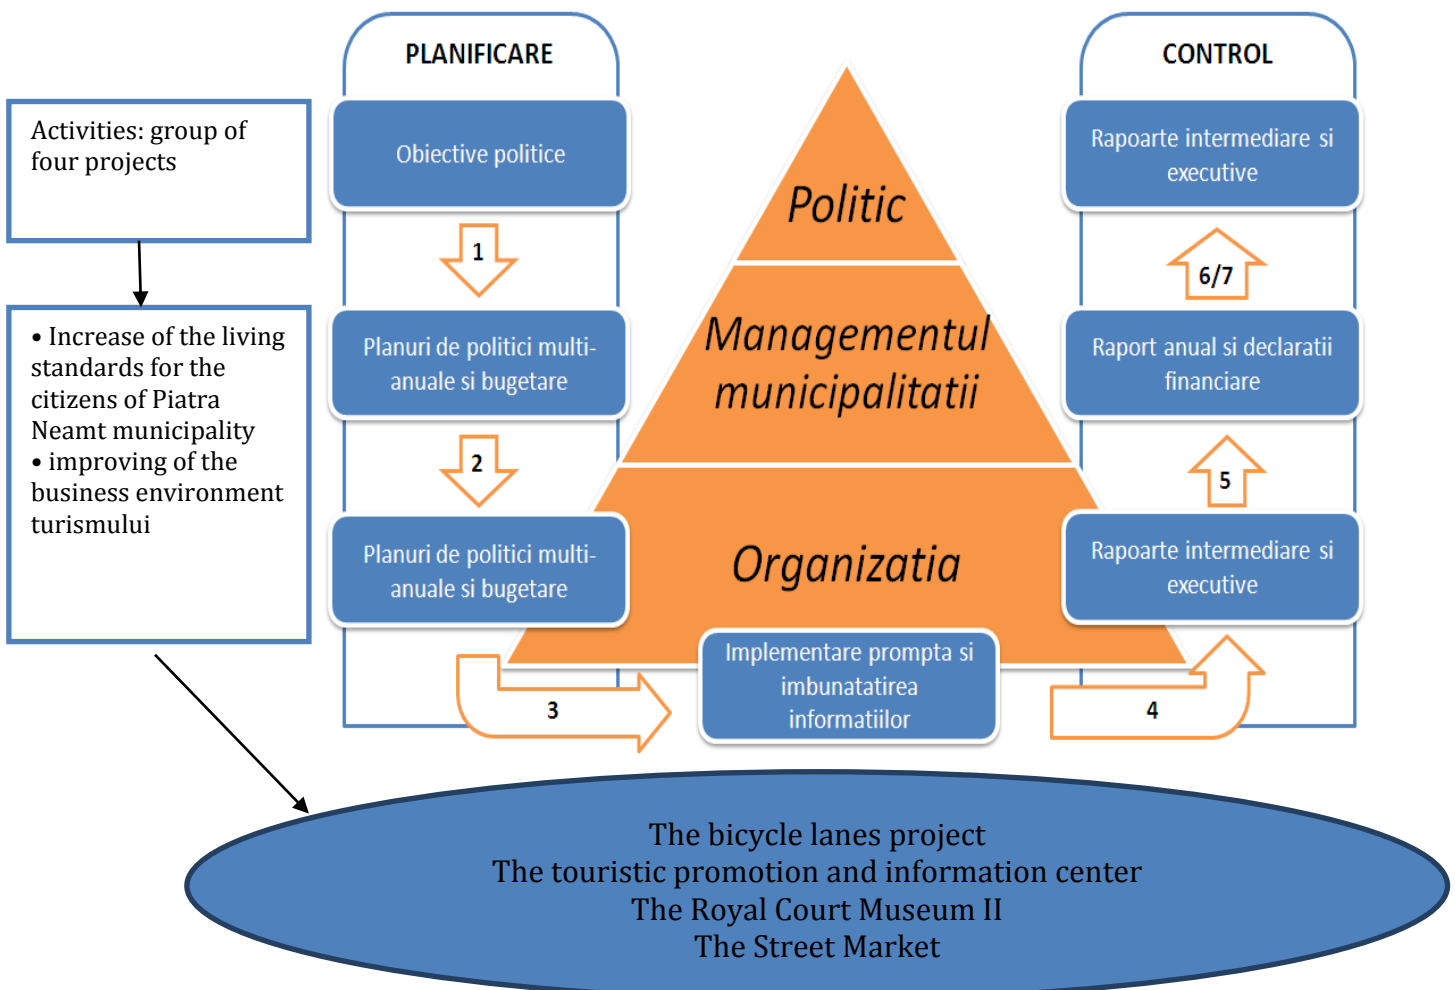 Activities: group of
four projects
• Increase of the living
standards for the
citizens of Piatra
Neamt municipality
• improving of the
business environment
turismului
PLANIFICARE
Obiective politice
1
Planuri de politici multi-
anuale si bugetare
2
Planuri de politici multi-
anuale si bugetare
3
Politic
Managementul
municipalitatii
Organizatia
Implementare prompta si
imbunatatirea
informatiilor
CONTROL
Rapoarte intermediare si
executive
6/7
Raport anual si declaratii
financiare
5
Rapoarte intermediare si
executive
4
The bicycle lanes project
The touristic promotion and information center
The Royal Court Museum II
The Street Market